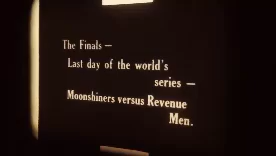 The Finals —
Last day of the world's
series —
Moonshiners versus Revenue
Men.